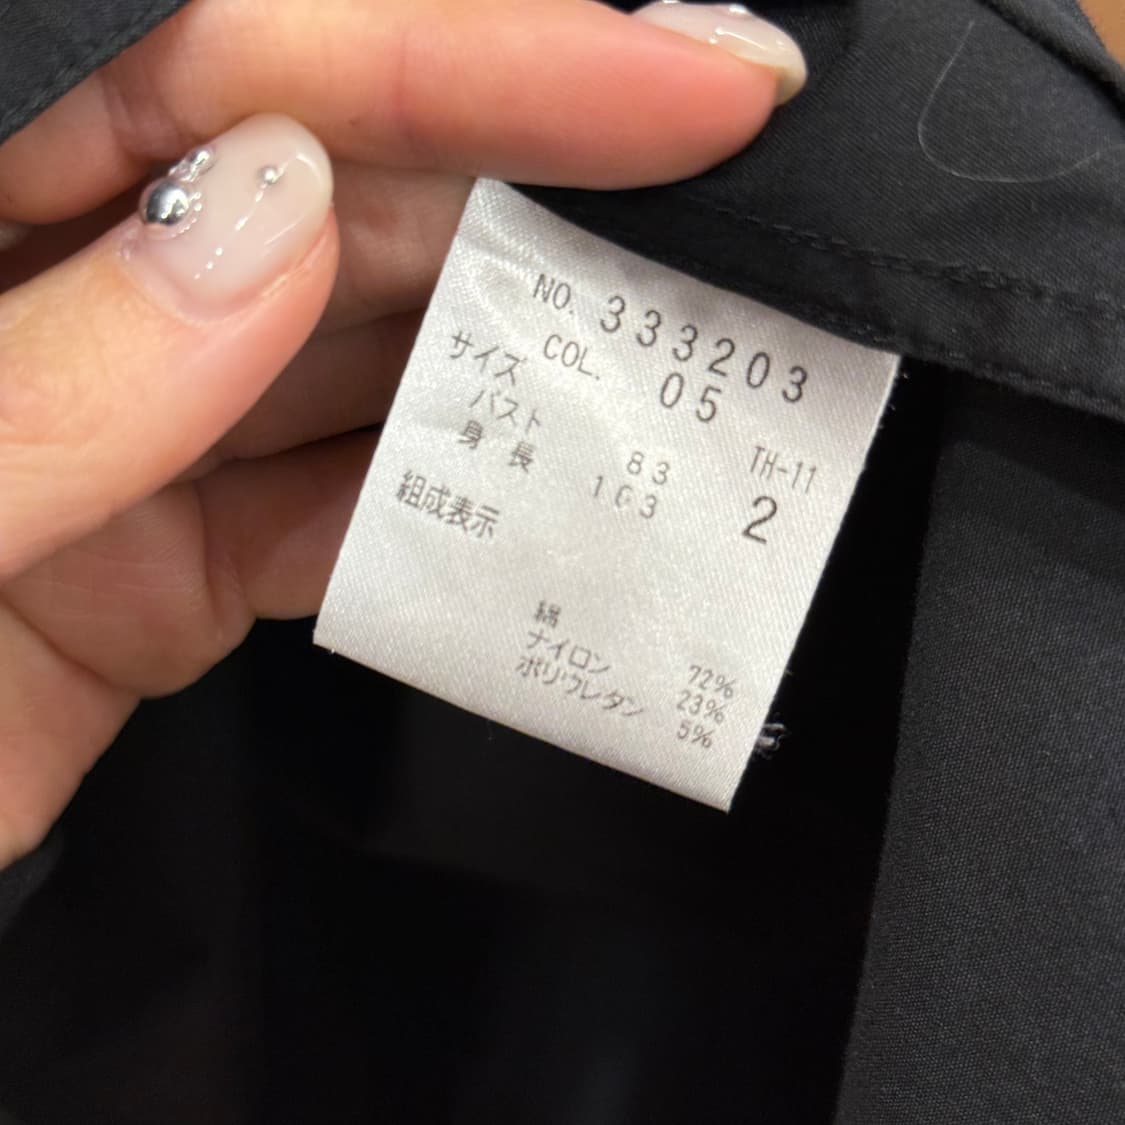 NO. 333203
COL. 05
サイズ TH-11
バスト 83
身長 163 2
組成表示
綿 72%
ナイロン 23%
ポリウレタン 5%